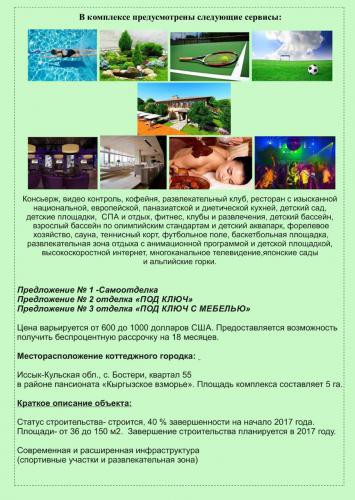 В комплексе предусмотрены следующие сервисы:
Консьерж, видео контроль, кофейня, развлекательный клуб, ресторан с изысканной
национальной, европейской, паназиатской и диетической кухней, детский сад,
детские площадки, СПА и отдых, фитнес, клубы и развлечения, детский бассейн,
взрослый бассейн по олимпийским стандартам и детский аквапарк, форелевое
хозяйство, сауна, теннисный корт, футбольное поле, баскетбольная площадка,
развлекательная зона отдыха с анимационной программой и детской площадкой,
высокоскоростной интернет, многоканальное телевидение,японские сады
и альпийские горки.
Предложение № 1 -Самоотделка
Предложение № 2 отделка «ПОД КЛЮЧ»
Предложение № 3 отделка «ПОД КЛЮЧ С МЕБЕЛЬЮ»
Цена варьируется от 600 до 1000 долларов США. Предоставляется возможность
получить беспроцентную рассрочку на 18 месяцев.
Месторасположение коттеджного городка:
Иссык-Кульская обл., с. Бостери, квартал 55
в районе пансионата «Кыргызское взморье». Площадь комплекса составляет 5 га.
Краткое описание объекта:
Статус строительства- строится, 40 % завершенности на начало 2017 года.
Площади- от 36 до 150 м2. Завершение строительства планируется в 2017 году.
Современная и расширенная инфраструктура
(спортивные участки и развлекательная зона)